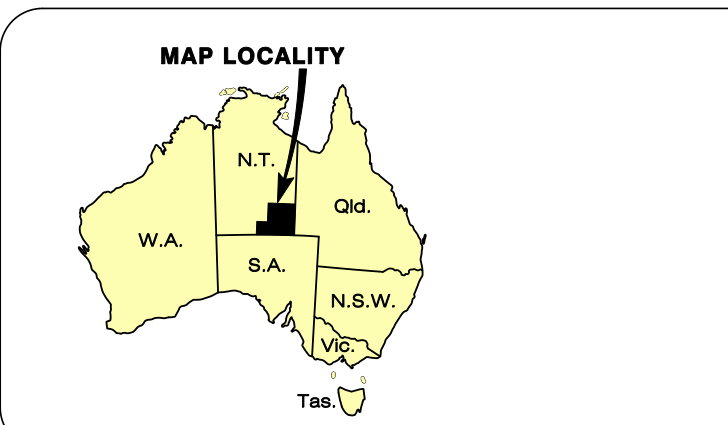 MAP LOCALITY
N.T.
Qld.
W.A.
S.A.
N.S.W.
Vic.
Tas.